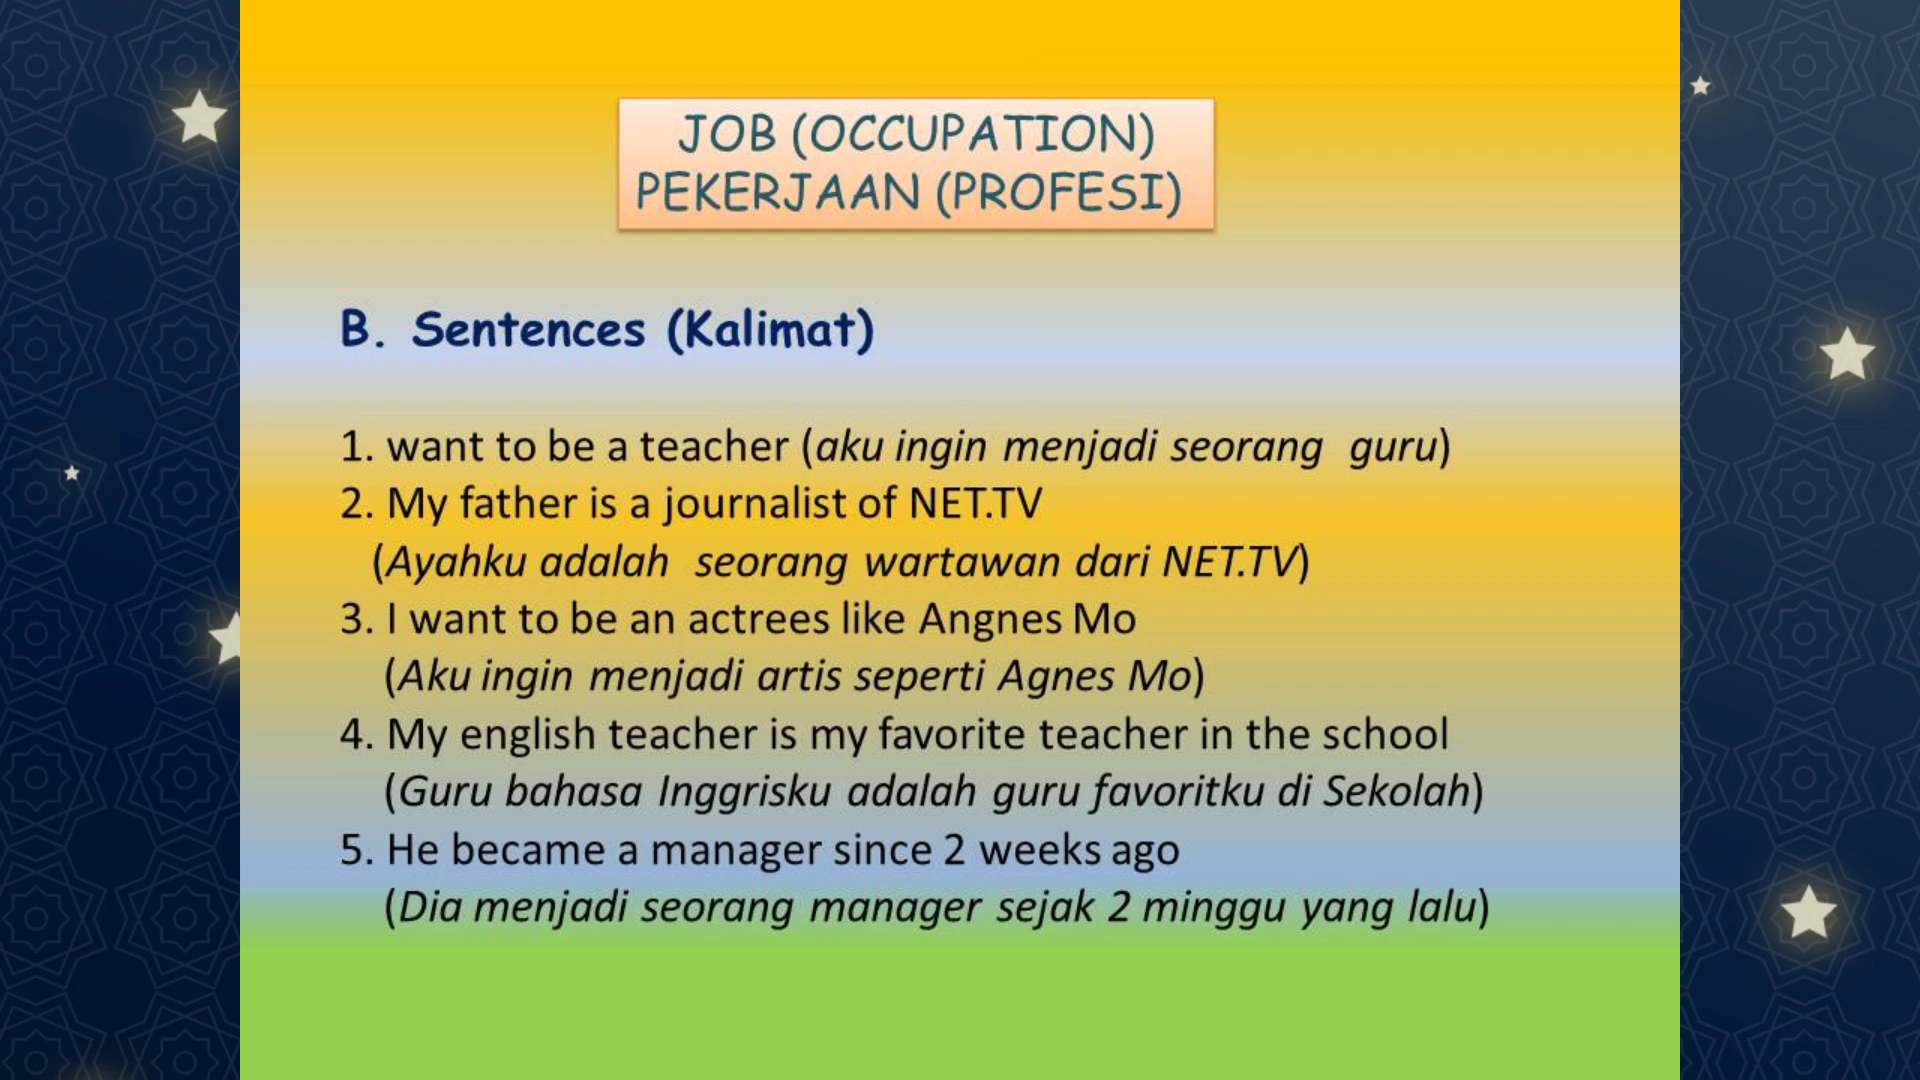 JOB (OCCUPATION)
PEKERJAAN (PROFESI)
B. Sentences (Kalimat)
1. want to be a teacher (aku ingin menjadi seorang guru)
2. My father is a journalist of NET.TV
(Ayahku adalah seorang wartawan dari NET.TV)
3. I want to be an actrees like Angnes Mo
(Aku ingin menjadi artis seperti Agnes Mo)
4. My english teacher is my favorite teacher in the school
(Guru bahasa Inggrisku adalah guru favoritku di Sekolah)
5. He became a manager since 2 weeks ago
(Dia menjadi seorang manager sejak 2 minggu yang lalu)